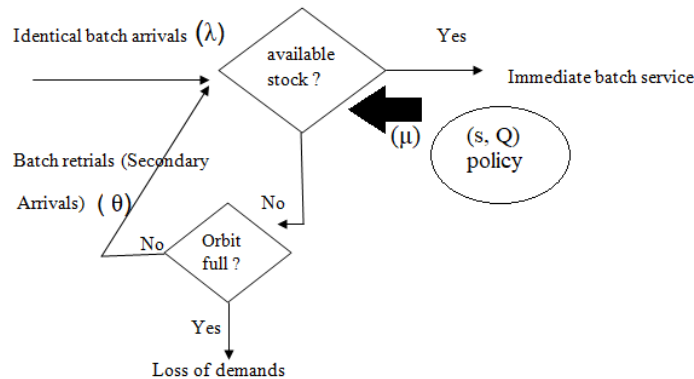 Identical batch arrivals (λ)
available
stock ?
Yes
Immediate batch service
(μ)
(s, Q)
policy
Batch retrials (Secondary
Arrivals) ( θ)
No
No
Orbit
full ?
Yes
Loss of demands